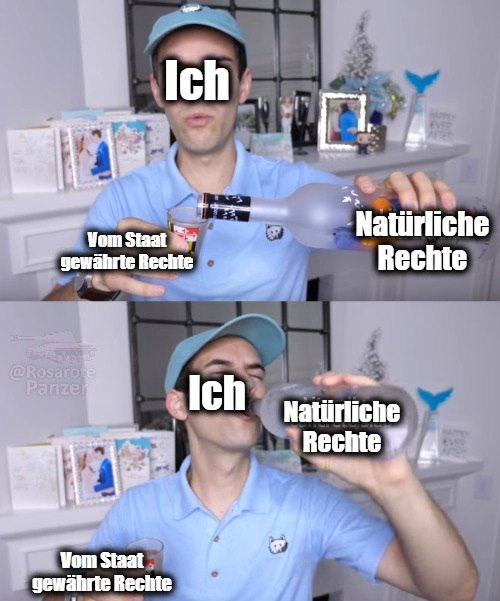 Ich
Natürliche
Rechte
Vom Staat
gewährte Rechte
@Rosarote
Panzer
Ich
Natürliche
Rechte
Vom Staat
gewährte Rechte